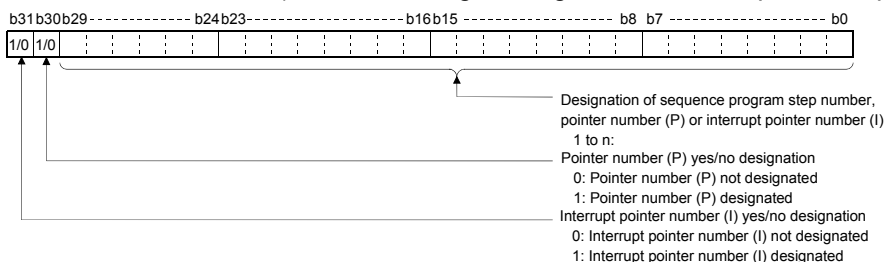 b31 b30 b29 b24 b23 b16 b15 b8 b7 b0
1/0 1/0
Designation of sequence program step number,
pointer number (P) or interrupt pointer number (I)
1 to n:
Pointer number (P) yes/no designation
0: Pointer number (P) not designated
1: Pointer number (P) designated
Interrupt pointer number (I) yes/no designation
0: Interrupt pointer number (I) not designated
1: Interrupt pointer number (I) designated